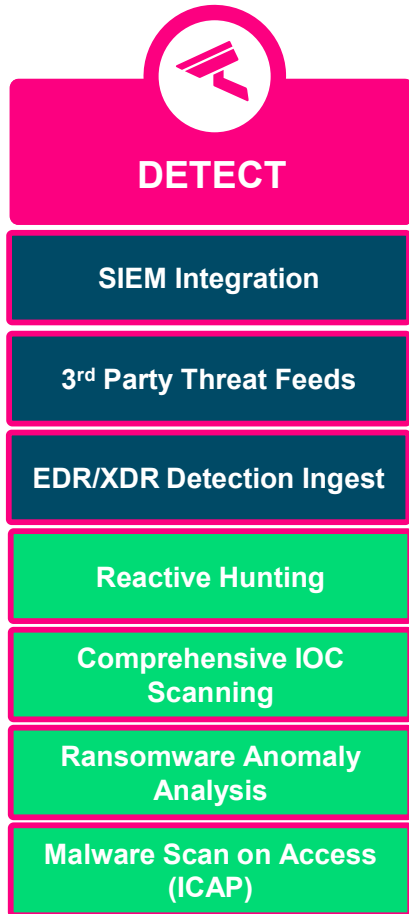 DETECT
SIEM Integration
3rd Party Threat Feeds
EDR/XDR Detection Ingest
Reactive Hunting
Comprehensive IOC
Scanning
Ransomware Anomaly
Analysis
Malware Scan on Access
(ICAP)